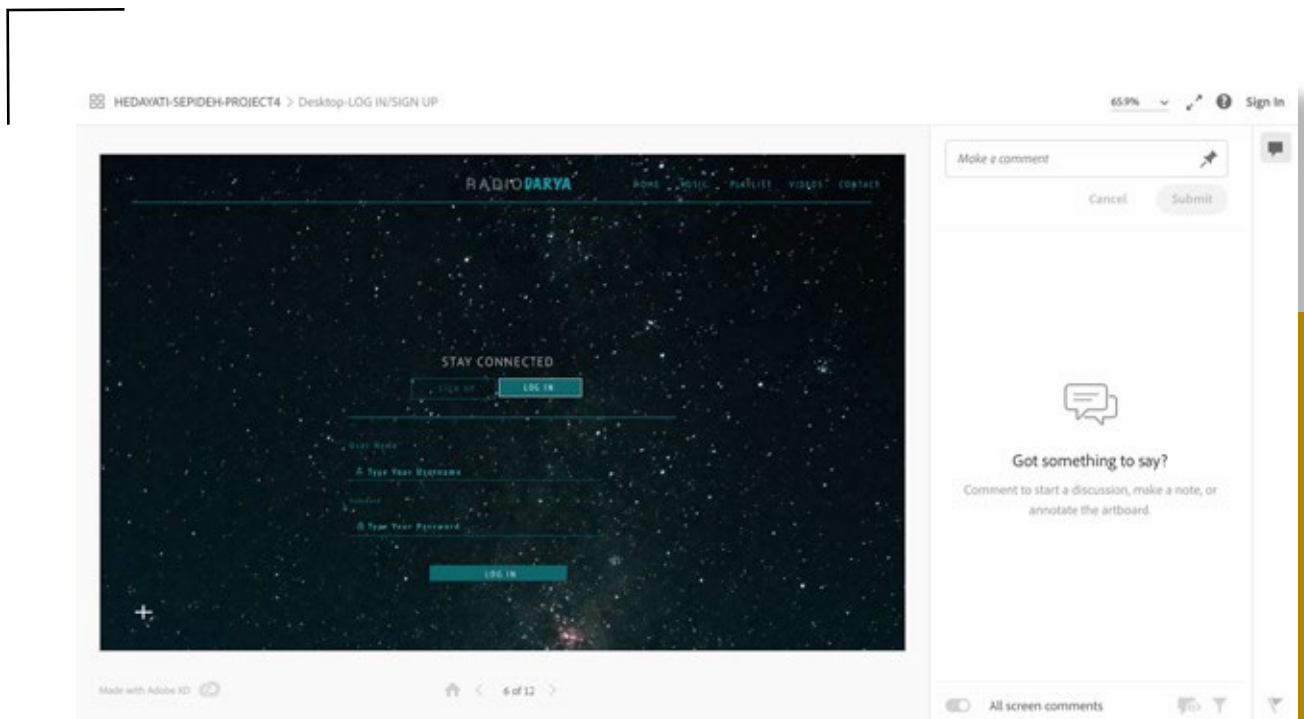 HEDAYATI-SEPIDEH-PROJECT4 > Desktop-LOG IN/SIGN UP
65.9%
Sign In
RADIODARYA
HOME MUSIC PLAYLIST VIDEOS CONTACT
Make a comment
Cancel Submit
STAY CONNECTED
SIGN UP LOG IN
User Name
Type Your Username
Password
Type Your Password
LOG IN
Got something to say?
Comment to start a discussion, make a note, or
annotate the artboard.
Made with Adobe XD
6 of 12
All screen comments